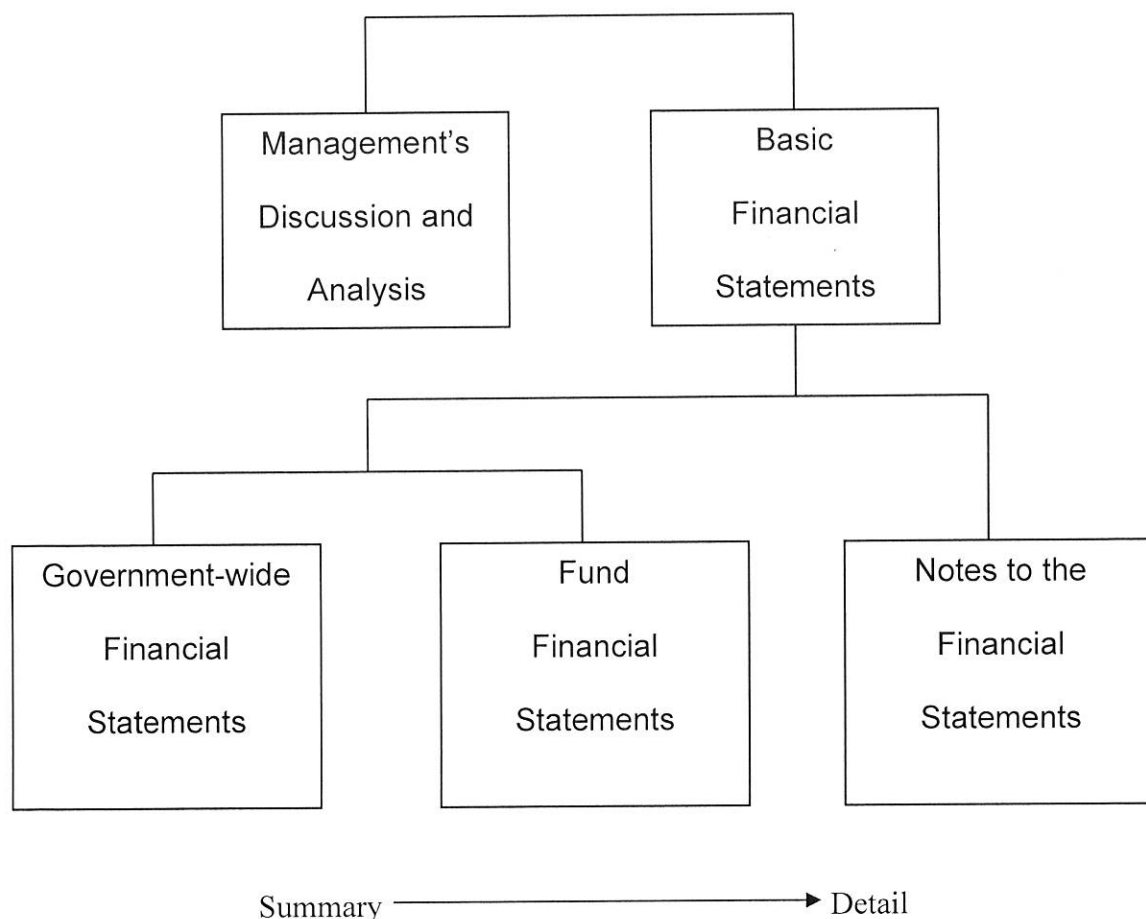 Management's
Discussion and
Analysis
Basic
Financial
Statements
Government-wide
Financial
Statements
Fund
Financial
Statements
Notes to the
Financial
Statements
Summary
Detail